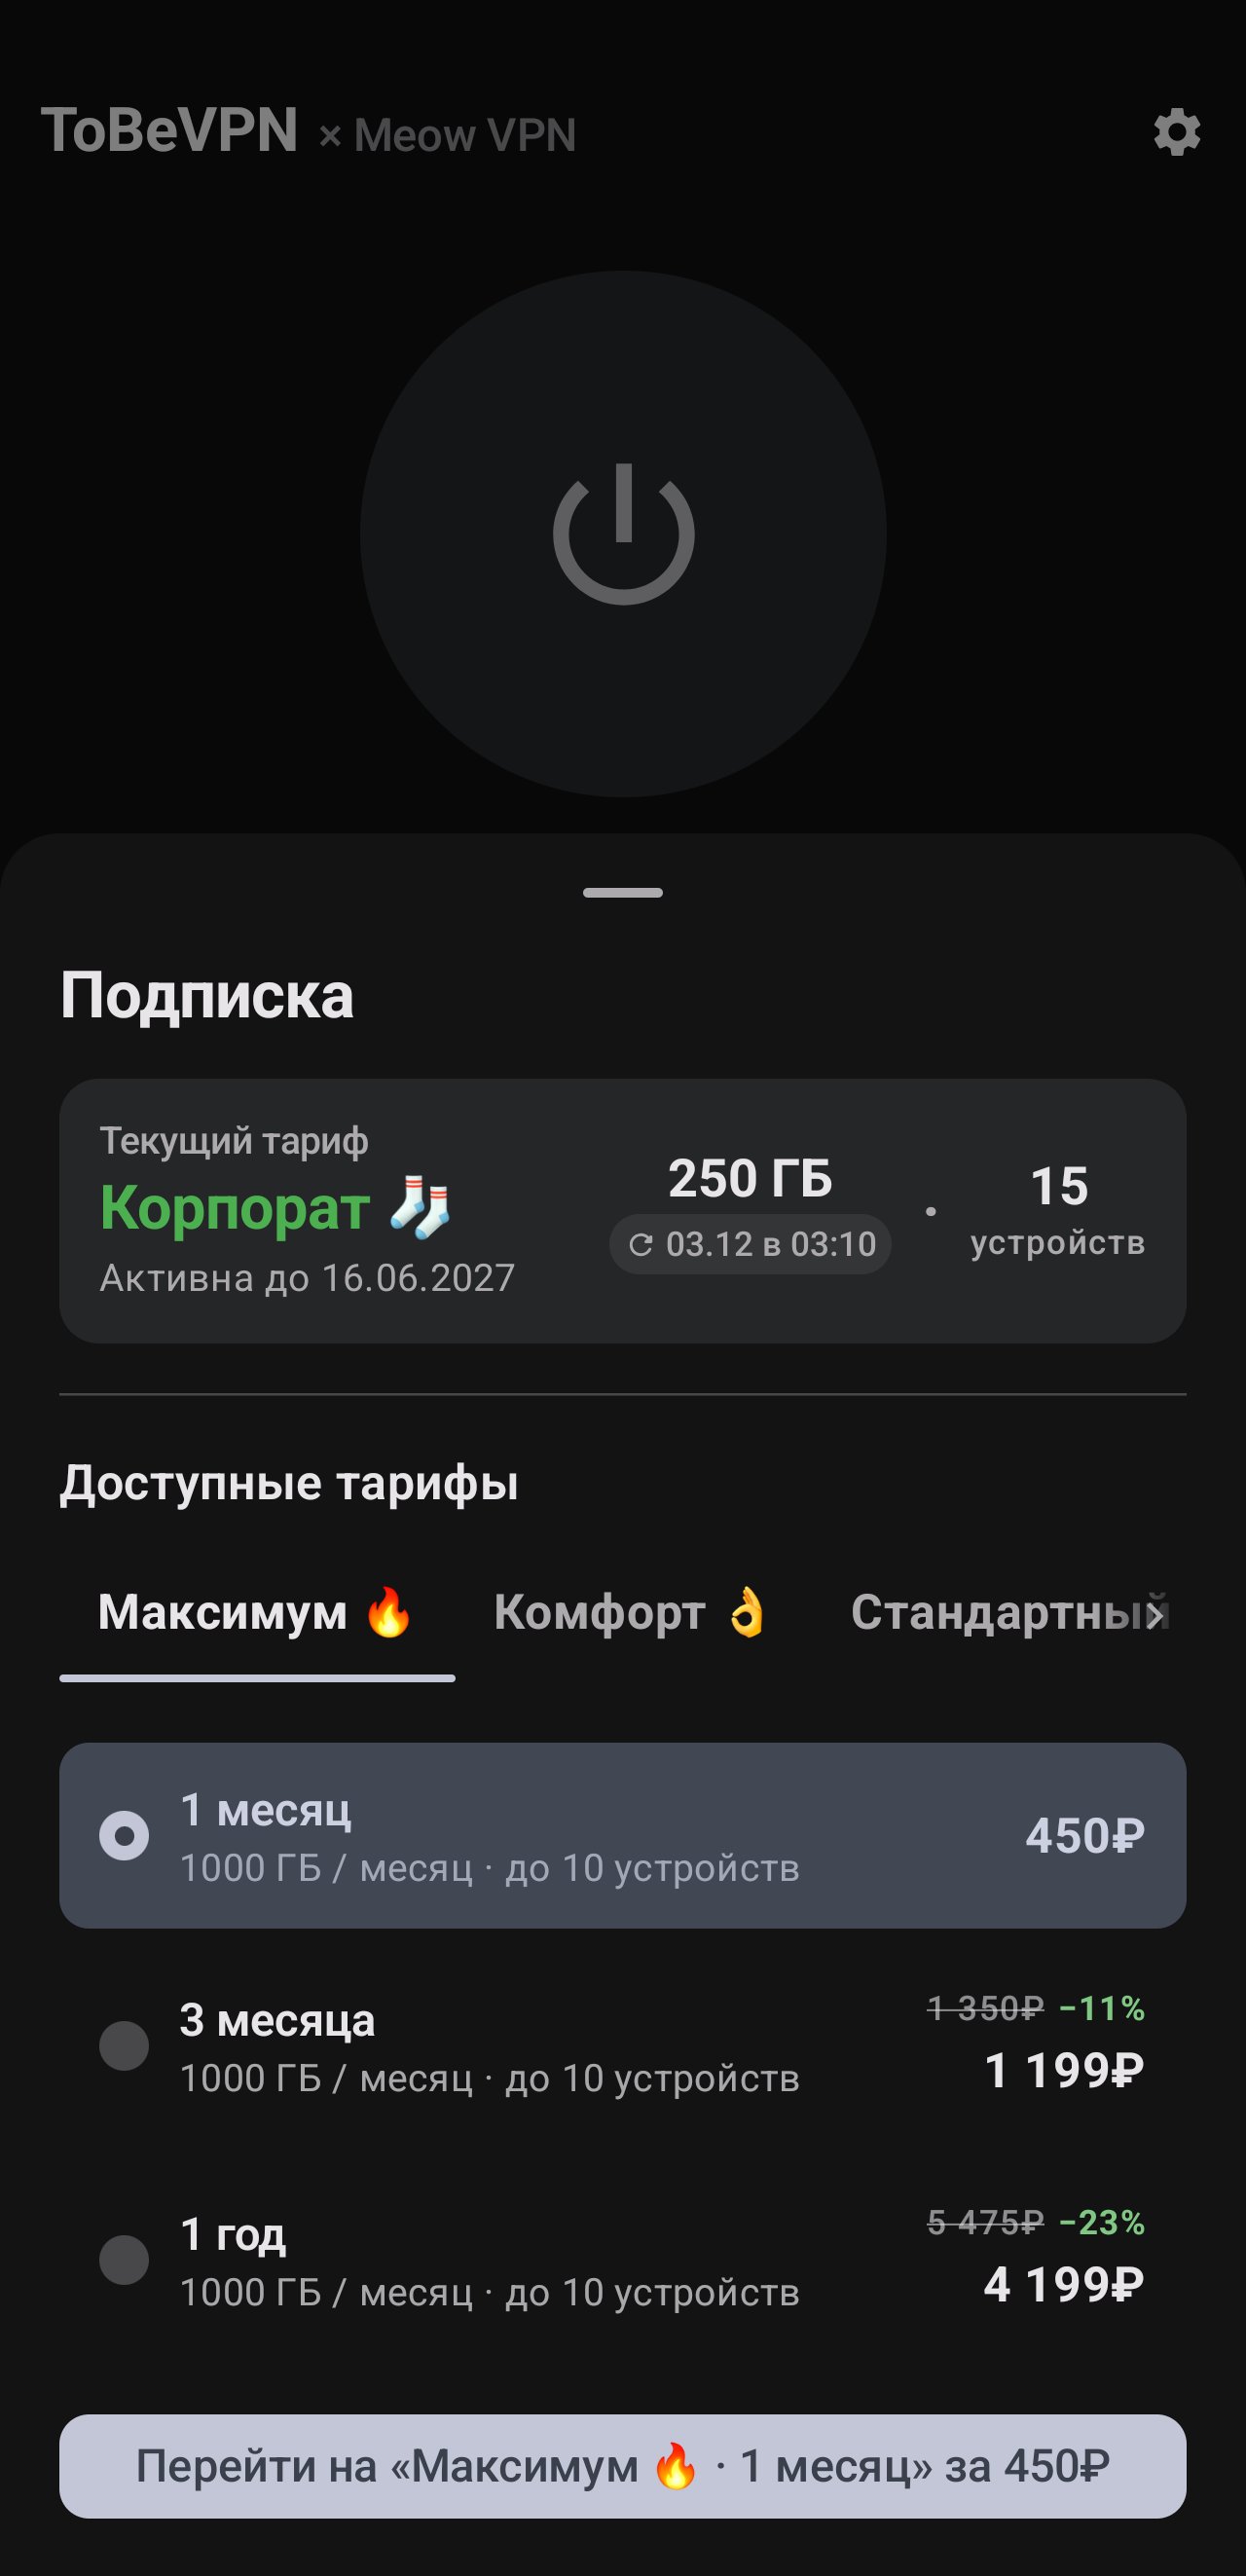 ToBeVPN × Meow VPN
Подписка
Текущий тариф
Корпорат 🧦
Активна до 16.06.2027
250 ГБ
03.12 в 03:10
·
15
устройств
Доступные тарифы
Максимум 🔥 Комфорт 👌 Стандартный
1 месяц
1000 ГБ / месяц · до 10 устройств
450₽
3 месяца
1000 ГБ / месяц · до 10 устройств
1 350₽ −11%
1 199₽
1 год
1000 ГБ / месяц · до 10 устройств
5 475₽ −23%
4 199₽
Перейти на «Максимум 🔥 · 1 месяц» за 450₽